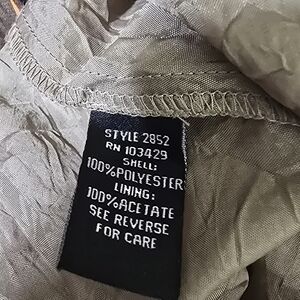 STYLE 2852
RN 103429
SHELL:
100%POLYESTER
LINING:
100%ACETATE
SEE REVERSE
FOR CARE